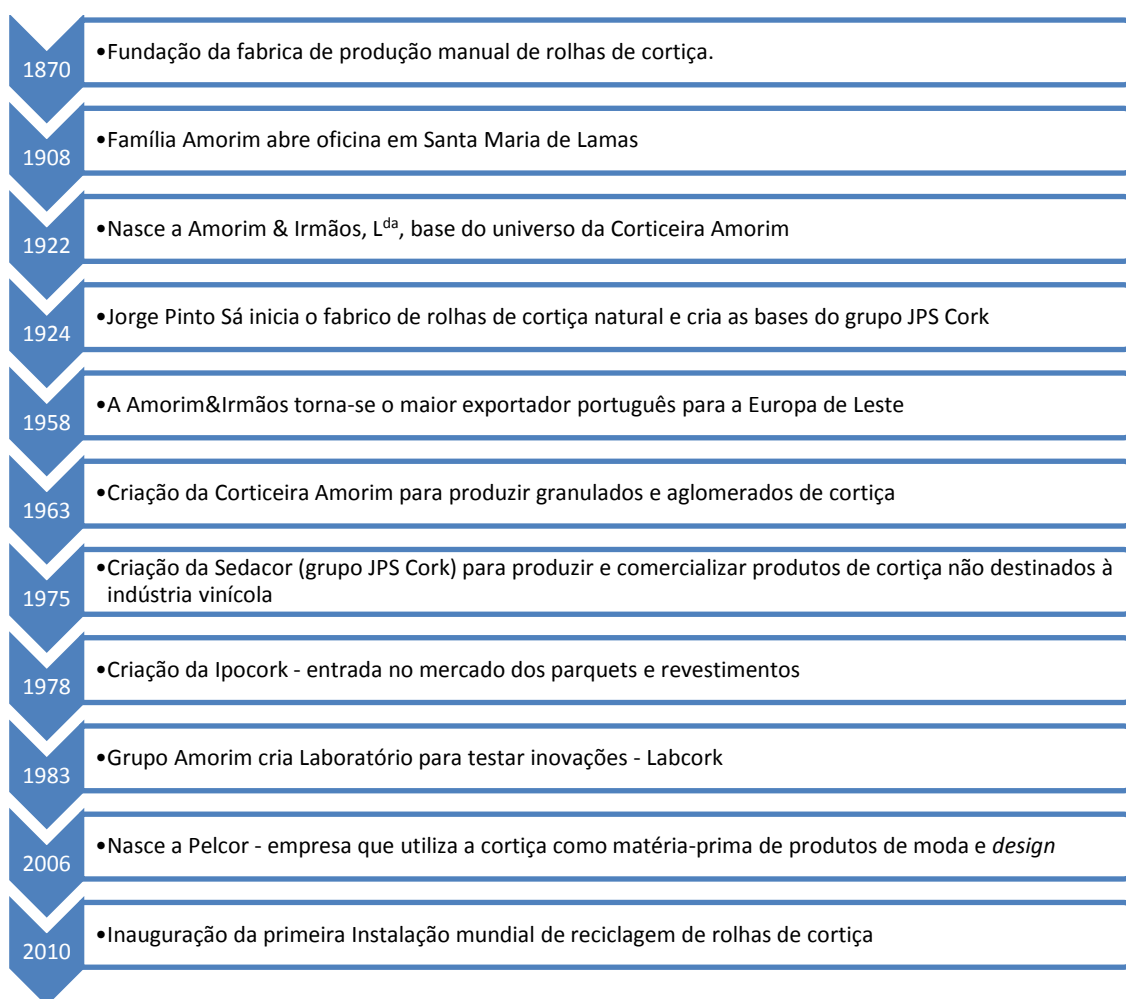 1870
•Fundação da fabrica de produção manual de rolhas de cortiça.
1908
•Família Amorim abre oficina em Santa Maria de Lamas
1922
•Nasce a Amorim & Irmãos, Lda, base do universo da Corticeira Amorim
1924
•Jorge Pinto Sá inicia o fabrico de rolhas de cortiça natural e cria as bases do grupo JPS Cork
1958
•A Amorim&Irmãos torna-se o maior exportador português para a Europa de Leste
1963
•Criação da Corticeira Amorim para produzir granulados e aglomerados de cortiça
1975
•Criação da Sedacor (grupo JPS Cork) para produzir e comercializar produtos de cortiça não destinados à
indústria vinícola
1978
•Criação da Ipocork - entrada no mercado dos parquets e revestimentos
1983
•Grupo Amorim cria Laboratório para testar inovações - Labcork
2006
•Nasce a Pelcor - empresa que utiliza a cortiça como matéria-prima de produtos de moda e design
2010
•Inauguração da primeira Instalação mundial de reciclagem de rolhas de cortiça